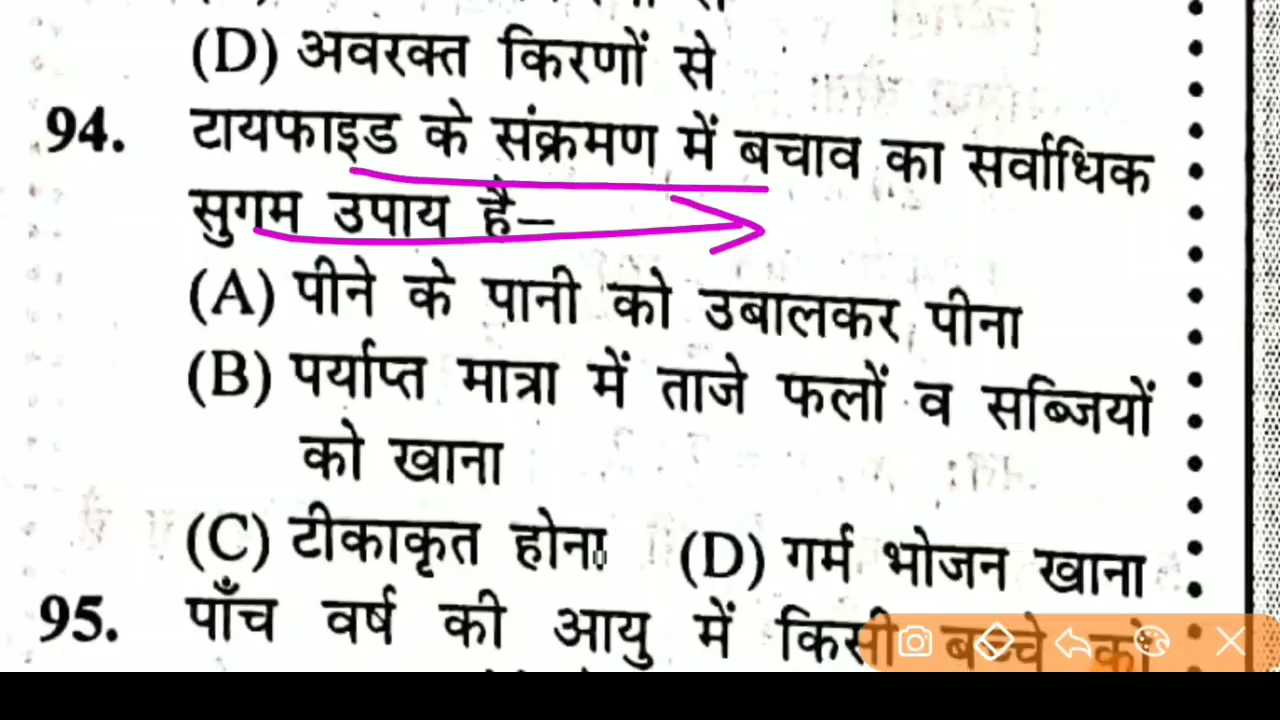 (D) अवरक्त किरणों से
94. टायफाइड के संक्रमण में बचाव का सर्वाधिक
सुगम उपाय है–
(A) पीने के पानी को उबालकर पीना
(B) पर्याप्त मात्रा में ताजे फलों व सब्जियों
को खाना
(C) टीकाकृत होना (D) गर्म भोजन खाना
95. पाँच वर्ष की आयु में किसी बच्चे को